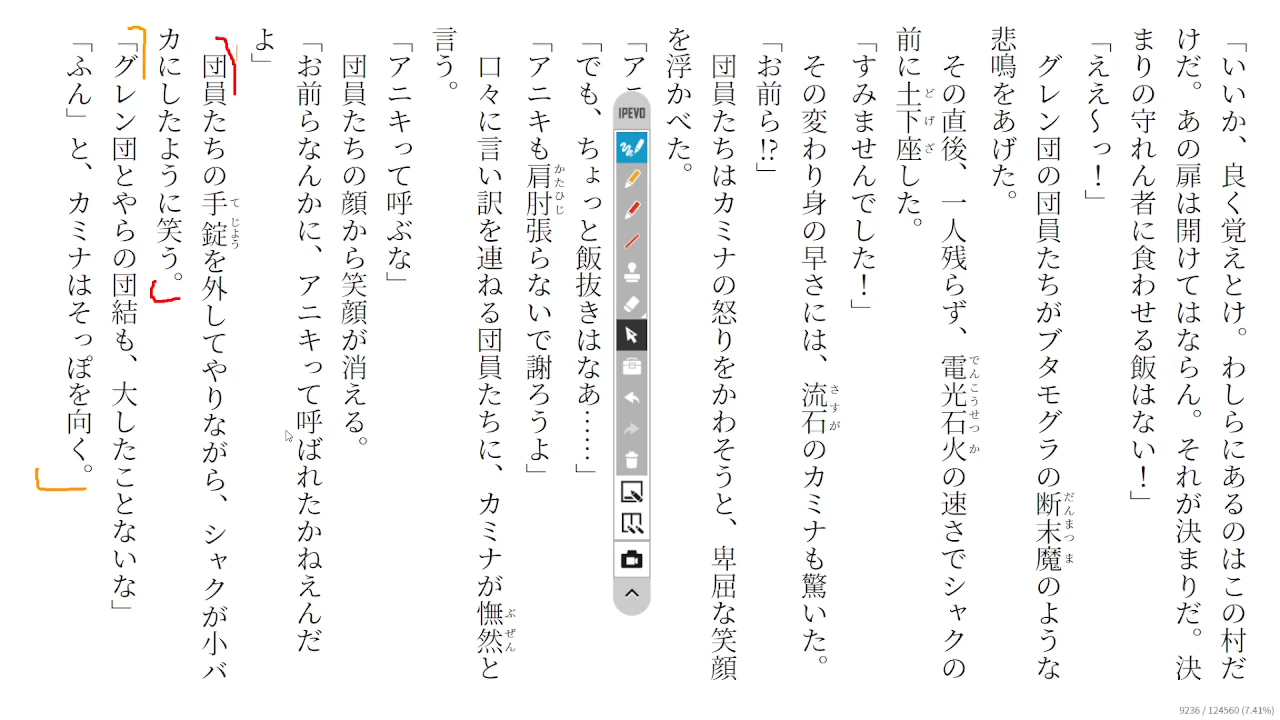 「いいか、良く覚えとけ。わしらにあるのはこの村だ
けだ。あの扉は開けてはならん。それが決まりだ。決
まりの守れん者に食わせる飯はない！」
「ええ〜っ！」
グレン団の団員たちがブタモグラの断末魔のような
悲鳴をあげた。
その直後、一人残らず、電光石火の速さでシャクの
前に土下座した。
「すみませんでした！」
その変わり身の早さには、流石のカミナも驚いた。
「お前ら!?」
団員たちはカミナの怒りをかわそうと、卑屈な笑顔
を浮かべた。
「ア
「でも、ちょっと飯抜きはなあ……」
「アニキも肩肘張らないで謝ろうよ」
口々に言い訳を連ねる団員たちに、カミナが憮然と
言う。
「アニキって呼ぶな」
団員たちの顔から笑顔が消える。
「お前らなんかに、アニキって呼ばれたかねえんだ
よ」
団員たちの手錠を外してやりながら、シャクが小バ
カにしたように笑う。
「グレン団とやらの団結も、大したことないな」
「ふん」と、カミナはそっぽを向く。
IPEVO
9236 / 124560 (7.41%)